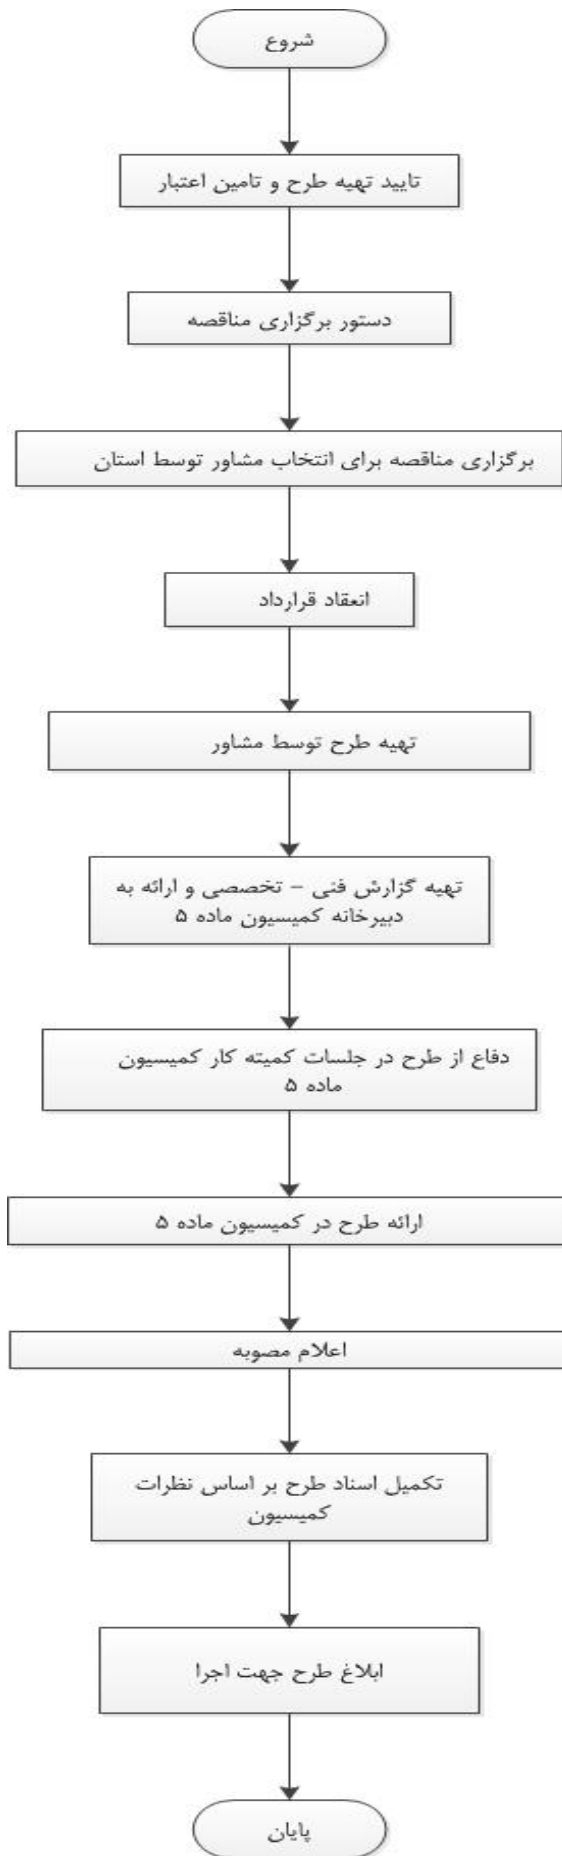 شروع
تایید تهیه طرح و تامین اعتبار
دستور برگزاری مناقصه
برگزاری مناقصه برای انتخاب مشاور توسط استان
انعقاد قرارداد
تهیه طرح توسط مشاور
تهیه گزارش فنی – تخصصی و ارائه به
دبیرخانه کمیسیون ماده ۵
دفاع از طرح در جلسات کمیته کار کمیسیون
ماده ۵
ارائه طرح در کمیسیون ماده ۵
اعلام مصوبه
تکمیل اسناد طرح بر اساس نظرات
کمیسیون
ابلاغ طرح جهت اجرا
پایان